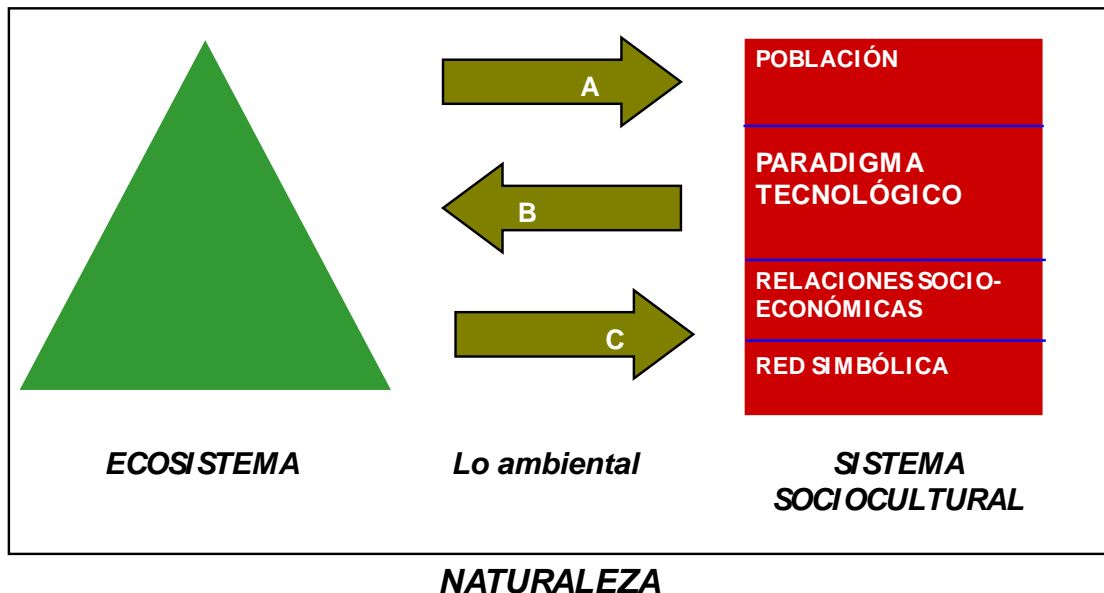 POBLACIÓN
A
PARADIGMA
TECNOLÓGICO
B
RELACIONES SOCIO-
ECONÓMICAS
C
RED SIMBÓLICA
ECOSISTEMA
Lo ambiental
SISTEMA
SOCIOCULTURAL
NATURALEZA